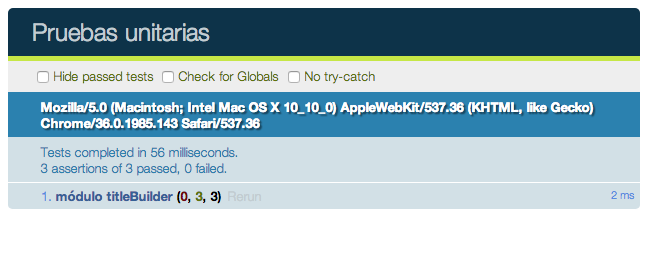 Pruebas unitarias
Hide passed tests Check for Globals No try-catch
Mozilla/5.0 (Macintosh; Intel Mac OS X 10_10_0) AppleWebKit/537.36 (KHTML, like Gecko)
Chrome/36.0.1985.143 Safari/537.36
Tests completed in 56 milliseconds.
3 assertions of 3 passed, 0 failed.
1. módulo titleBuilder (0, 3, 3) Rerun 2 ms